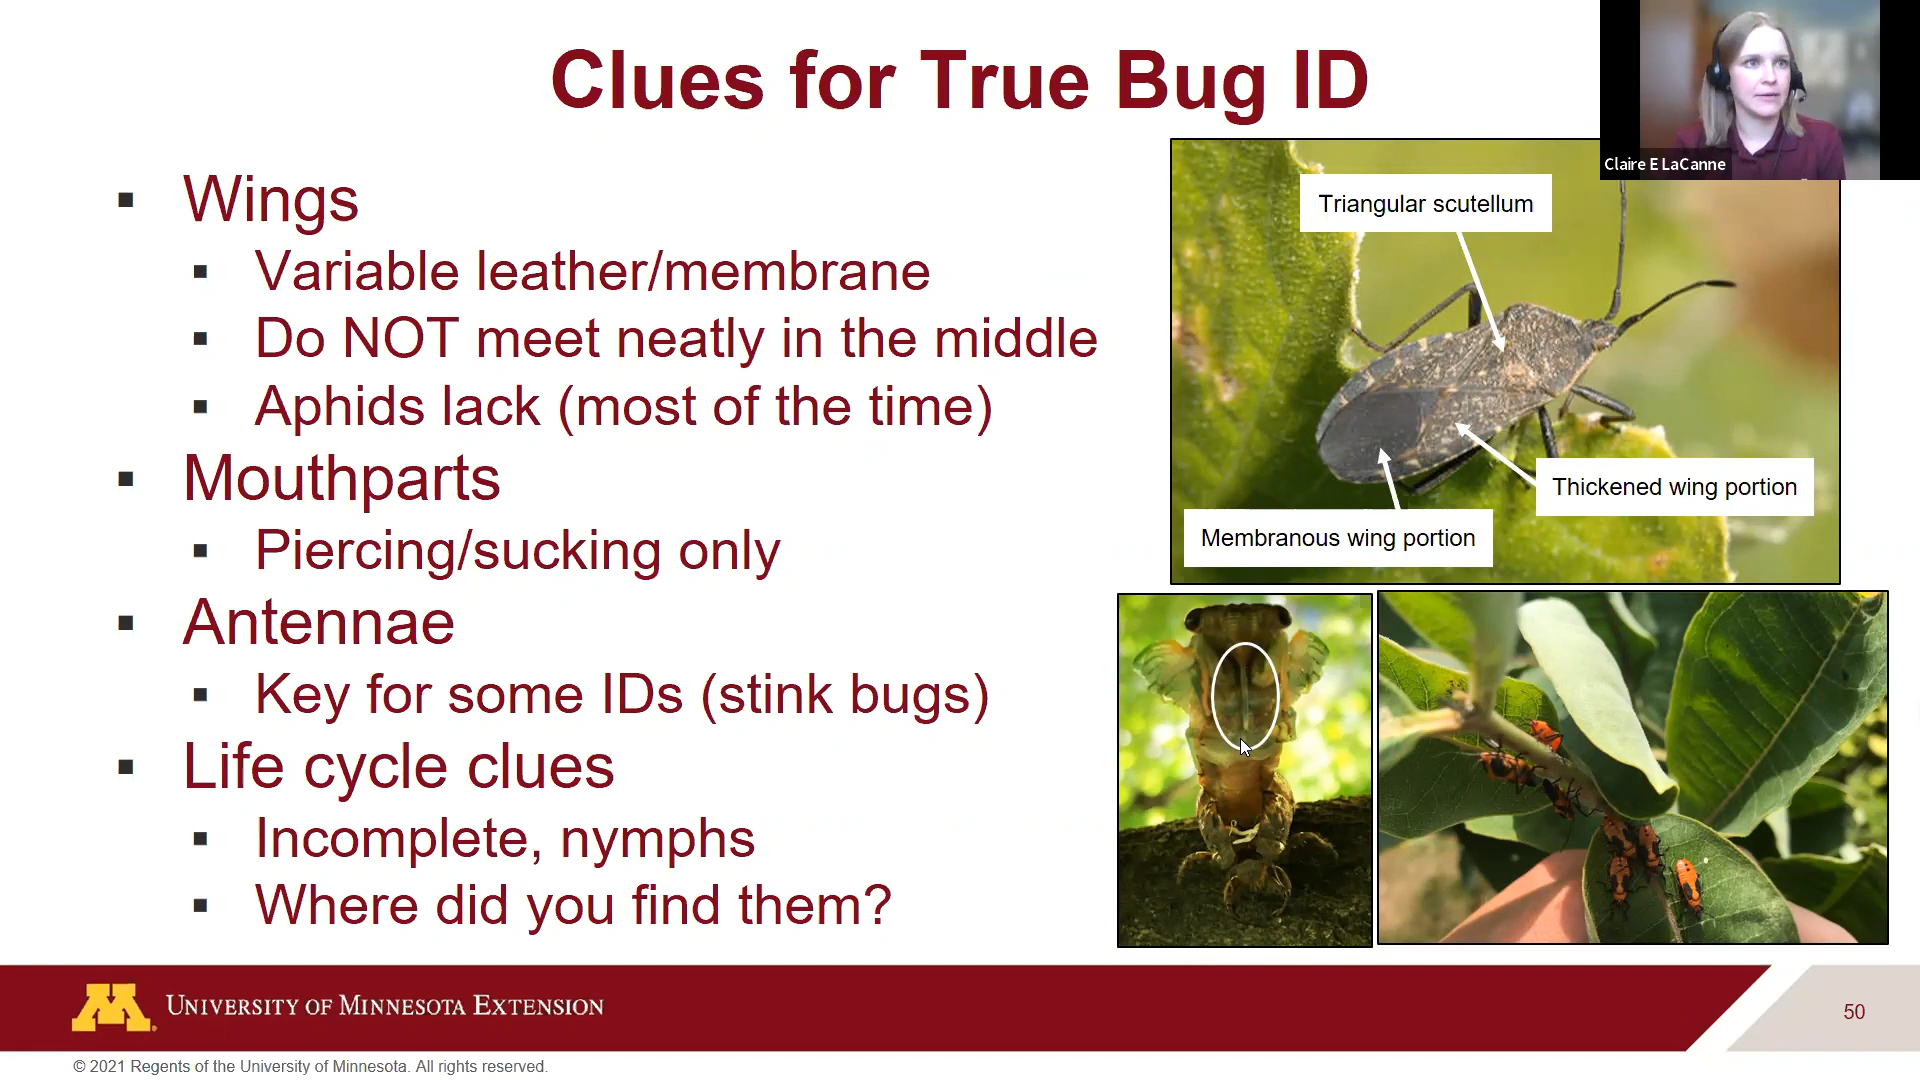 Clues for True Bug ID
Claire E LaCanne
Wings
Variable leather/membrane
Do NOT meet neatly in the middle
Aphids lack (most of the time)
Mouthparts
Piercing/sucking only
Antennae
Key for some IDs (stink bugs)
Life cycle clues
Incomplete, nymphs
Where did you find them?
Triangular scutellum
Thickened wing portion
Membranous wing portion
M
UNIVERSITY OF MINNESOTA EXTENSION
50
© 2021 Regents of the University of Minnesota. All rights reserved.